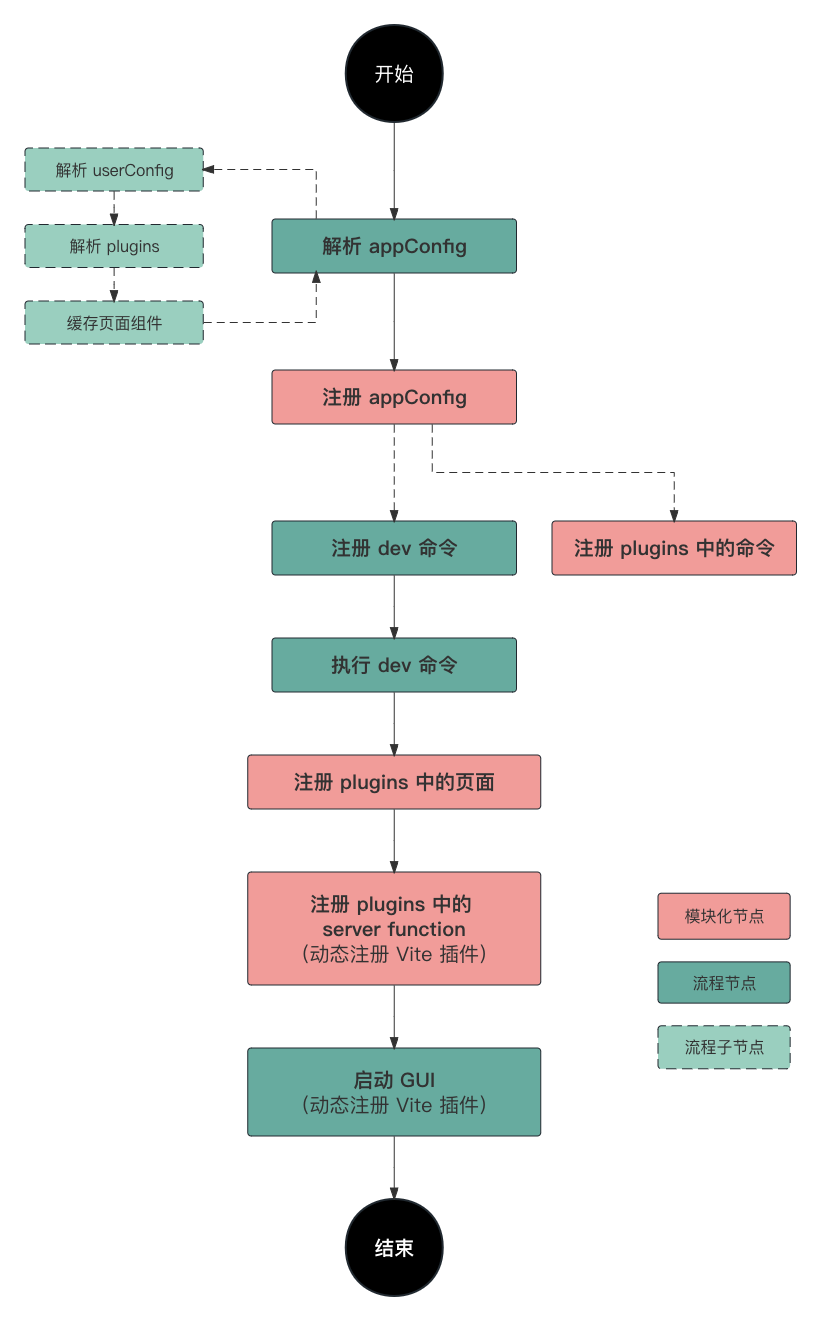 开始
解析 userConfig
解析 plugins
缓存页面组件
解析 appConfig
注册 appConfig
注册 dev 命令
注册 plugins 中的命令
执行 dev 命令
注册 plugins 中的页面
注册 plugins 中的
server function
（动态注册 Vite 插件）
启动 GUI
（动态注册 Vite 插件）
结束
模块化节点
流程节点
流程子节点